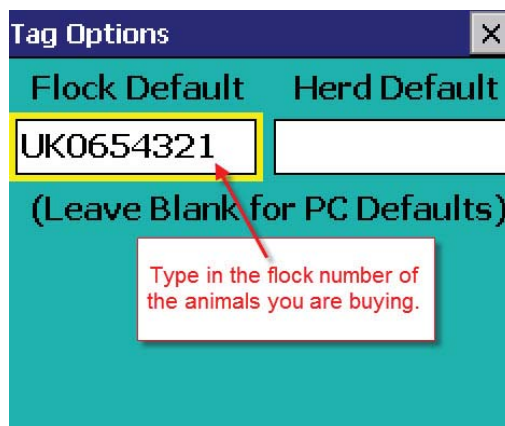 Tag Options
Flock Default Herd Default
UK0654321
(Leave Blank for PC Defaults)
Type in the flock number of
the animals you are buying.